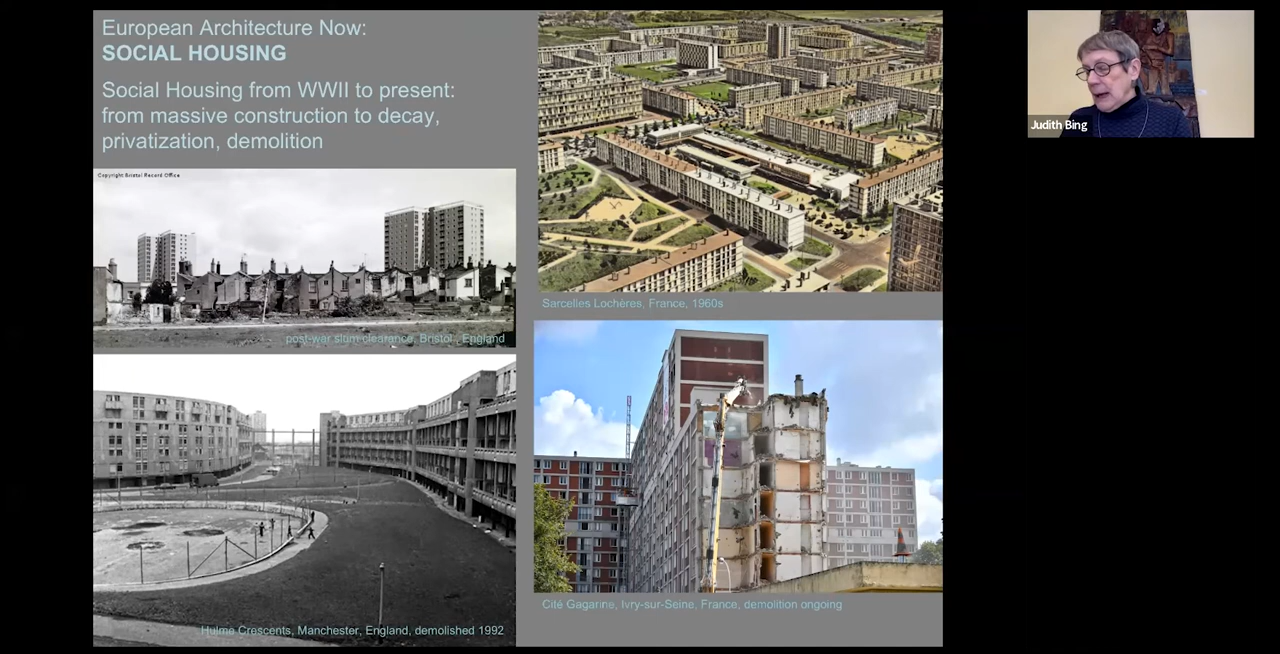 European Architecture Now:
SOCIAL HOUSING
Social Housing from WWII to present:
from massive construction to decay,
privatization, demolition
Copyright Bristol Record Office
post-war slum clearance, Bristol, England
Hulme Crescents, Manchester, England, demolished 1992
Sarcelles Lochères, France, 1960s
Cité Gagarine, Ivry-sur-Seine, France, demolition ongoing
Judith Bing